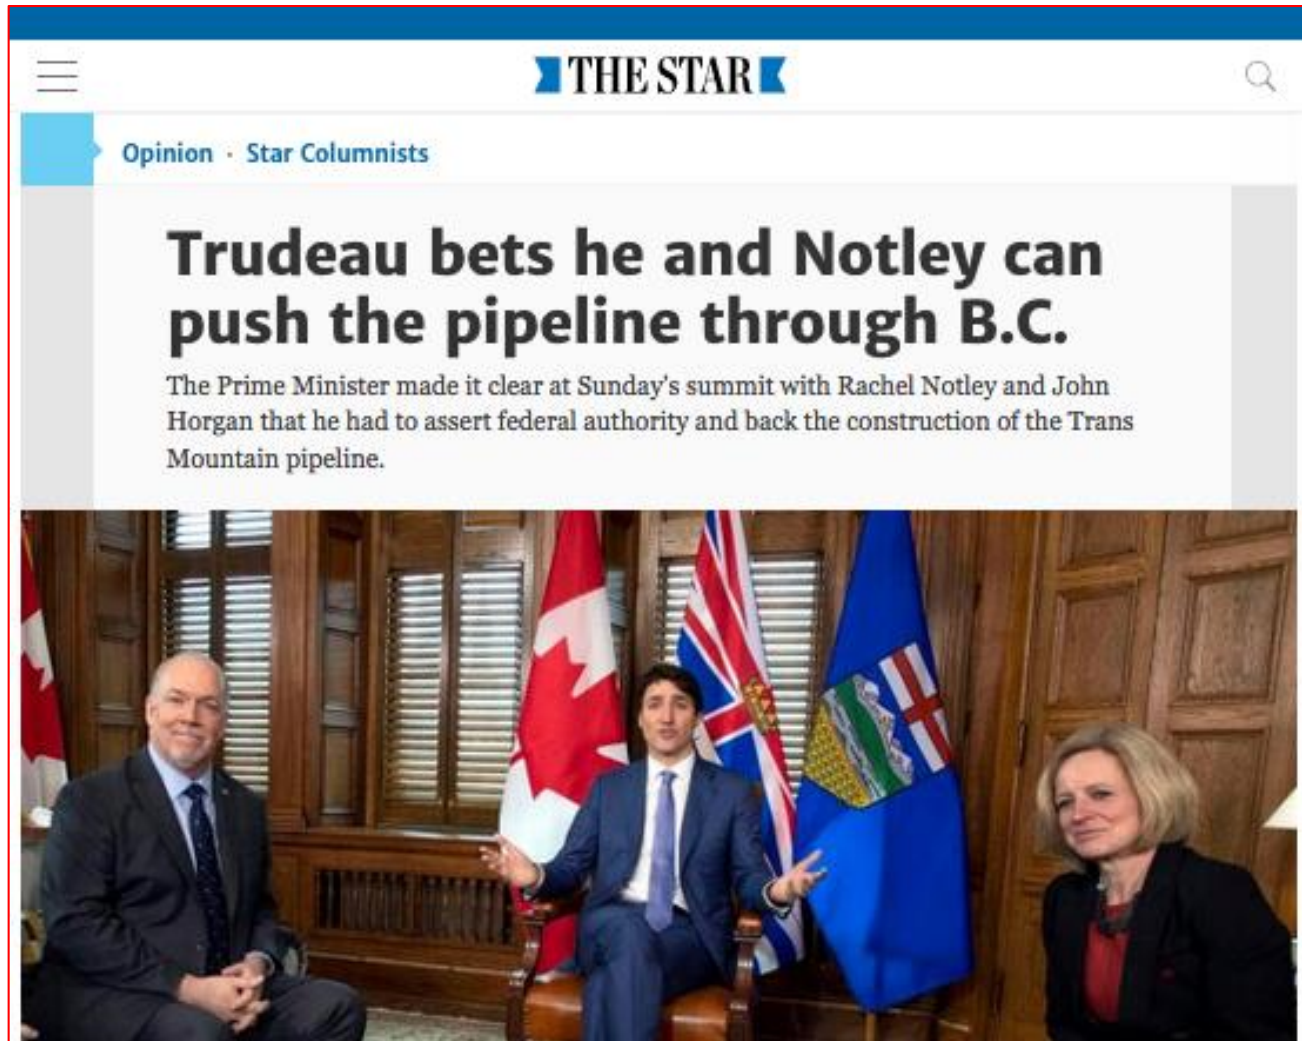 THE STAR
Opinion · Star Columnists
Trudeau bets he and Notley can
push the pipeline through B.C.
The Prime Minister made it clear at Sunday's summit with Rachel Notley and John
Horgan that he had to assert federal authority and back the construction of the Trans
Mountain pipeline.